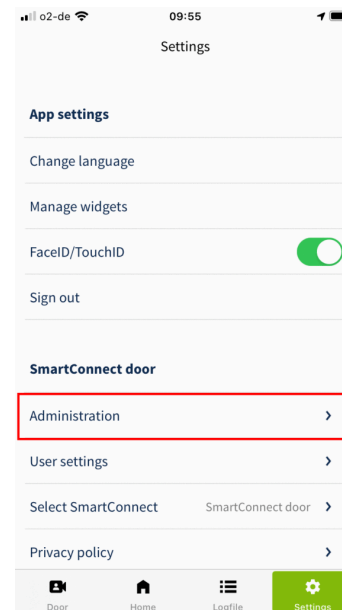 o2-de 09:55
Settings
App settings
Change language
Manage widgets
FaceID/TouchID
Sign out
SmartConnect door
Administration
User settings
Select SmartConnect SmartConnect door
Privacy policy
Door Home Logfile Settings